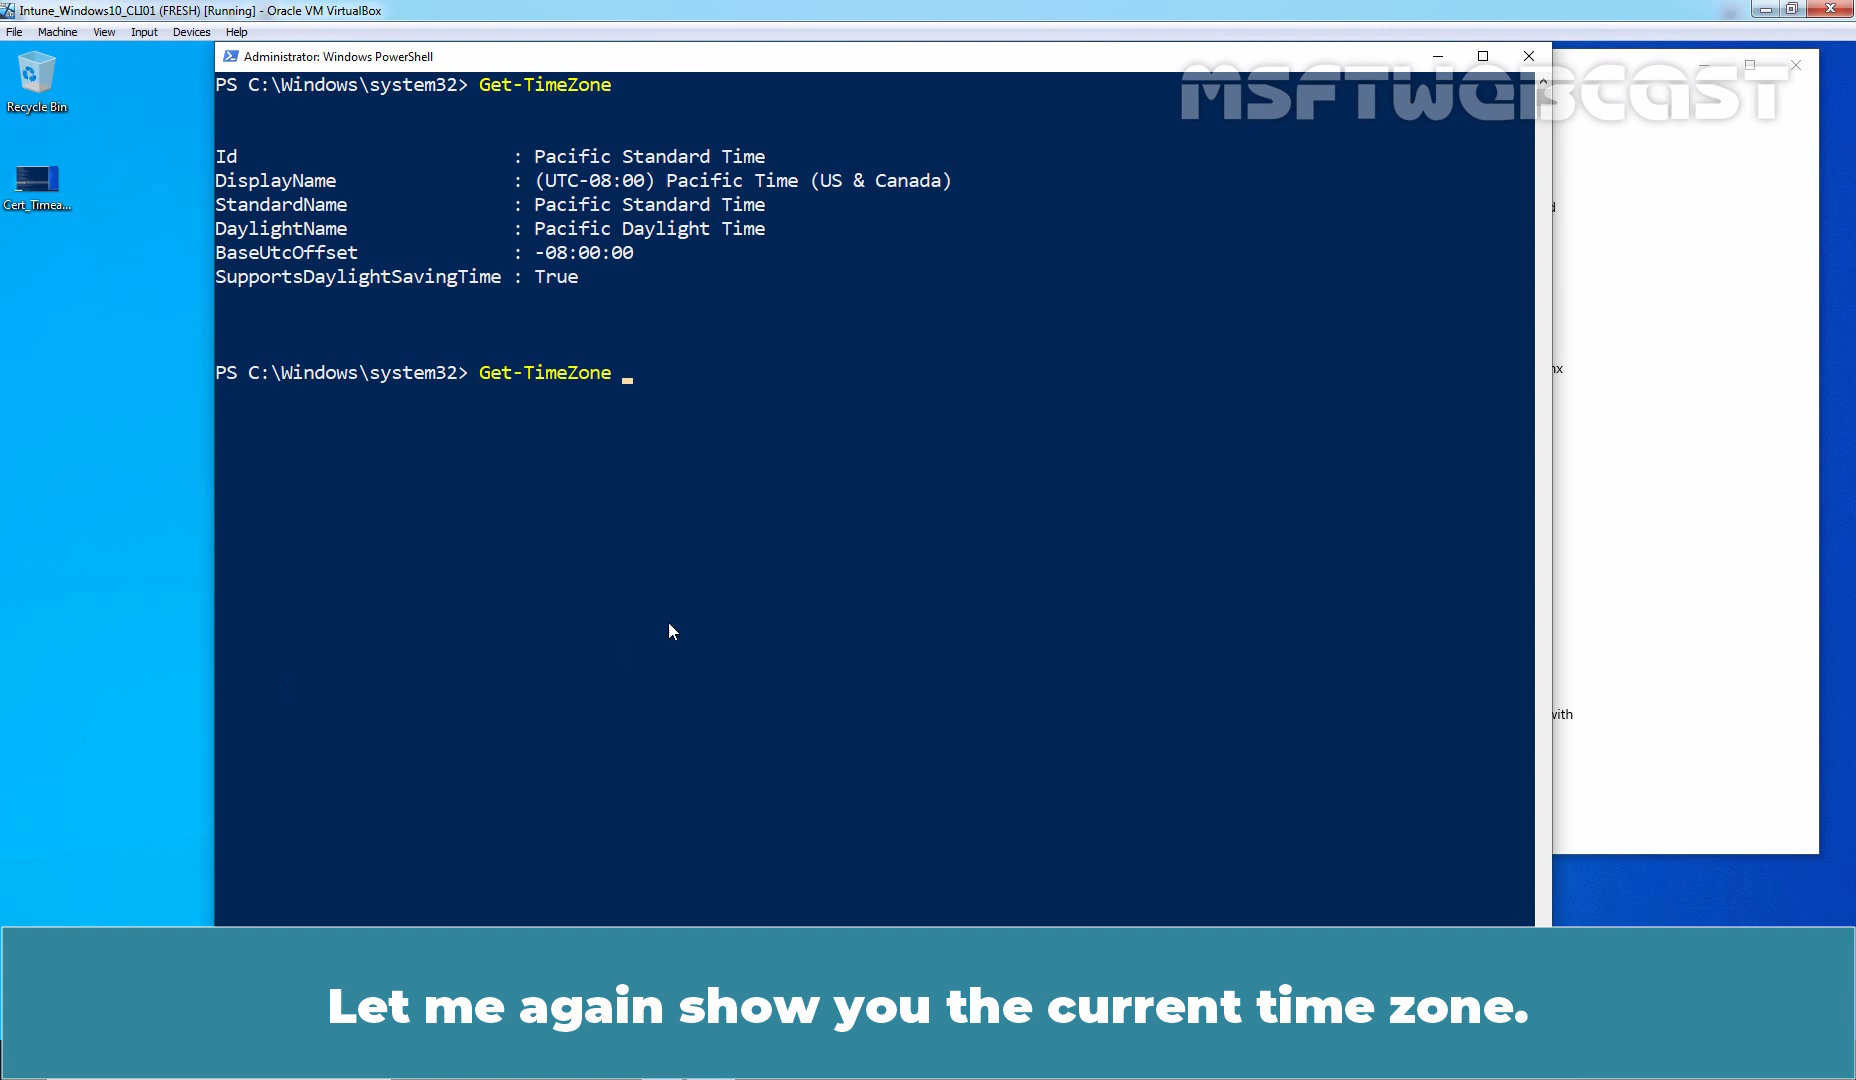 Intune_Windows10_CLI01 (FRESH) [Running] - Oracle VM VirtualBox
File Machine View Input Devices Help
Administrator: Windows PowerShell
MSFTWEBCAST
Recycle Bin
Cert_Timea...
PS C:\Windows\system32> Get-TimeZone
Id : Pacific Standard Time
DisplayName : (UTC-08:00) Pacific Time (US & Canada)
StandardName : Pacific Standard Time
DaylightName : Pacific Daylight Time
BaseUtcOffset : -08:00:00
SupportsDaylightSavingTime : True
PS C:\Windows\system32> Get-TimeZone
with
Let me again show you the current time zone.